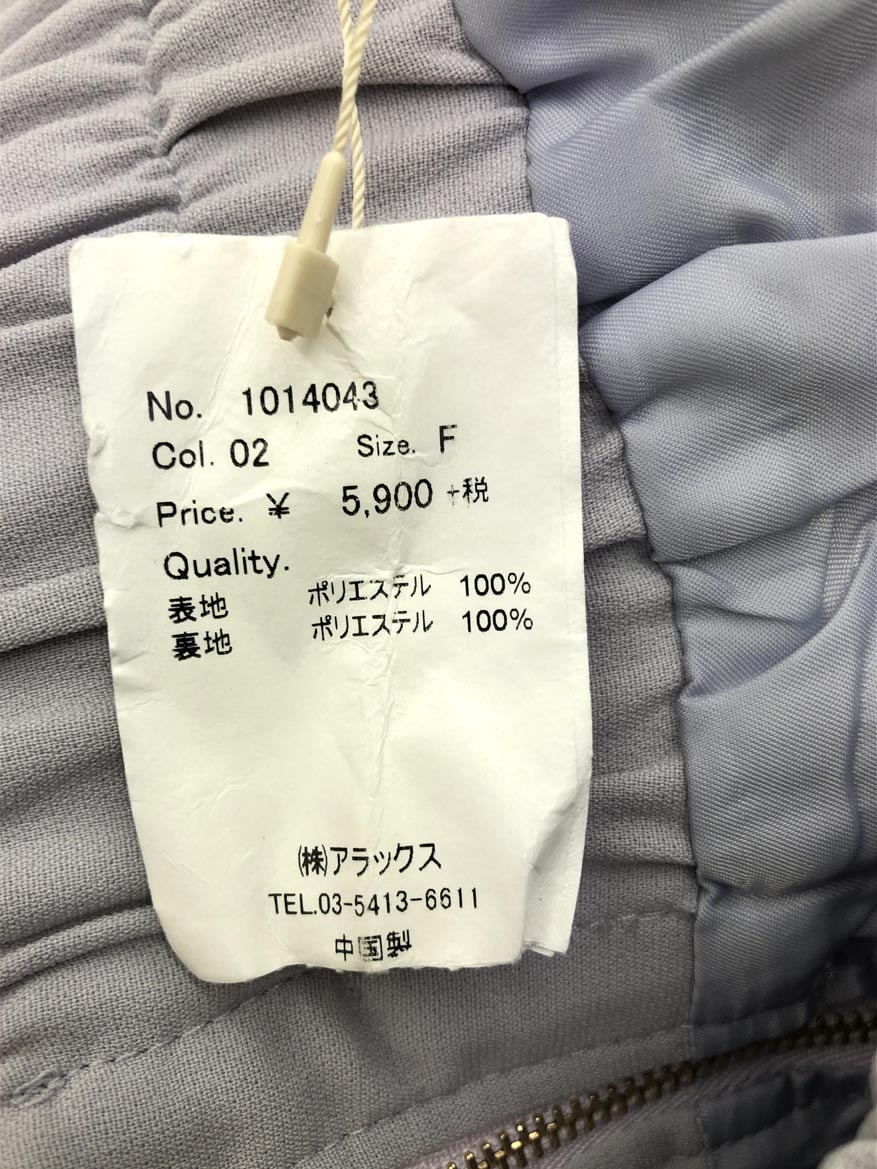 No. 1014043
Col. 02 Size. F
Price. ¥ 5,900 +税
Quality.
表地 ポリエステル 100%
裏地 ポリエステル 100%
(株)アラックス
TEL.03-5413-6611
中国製